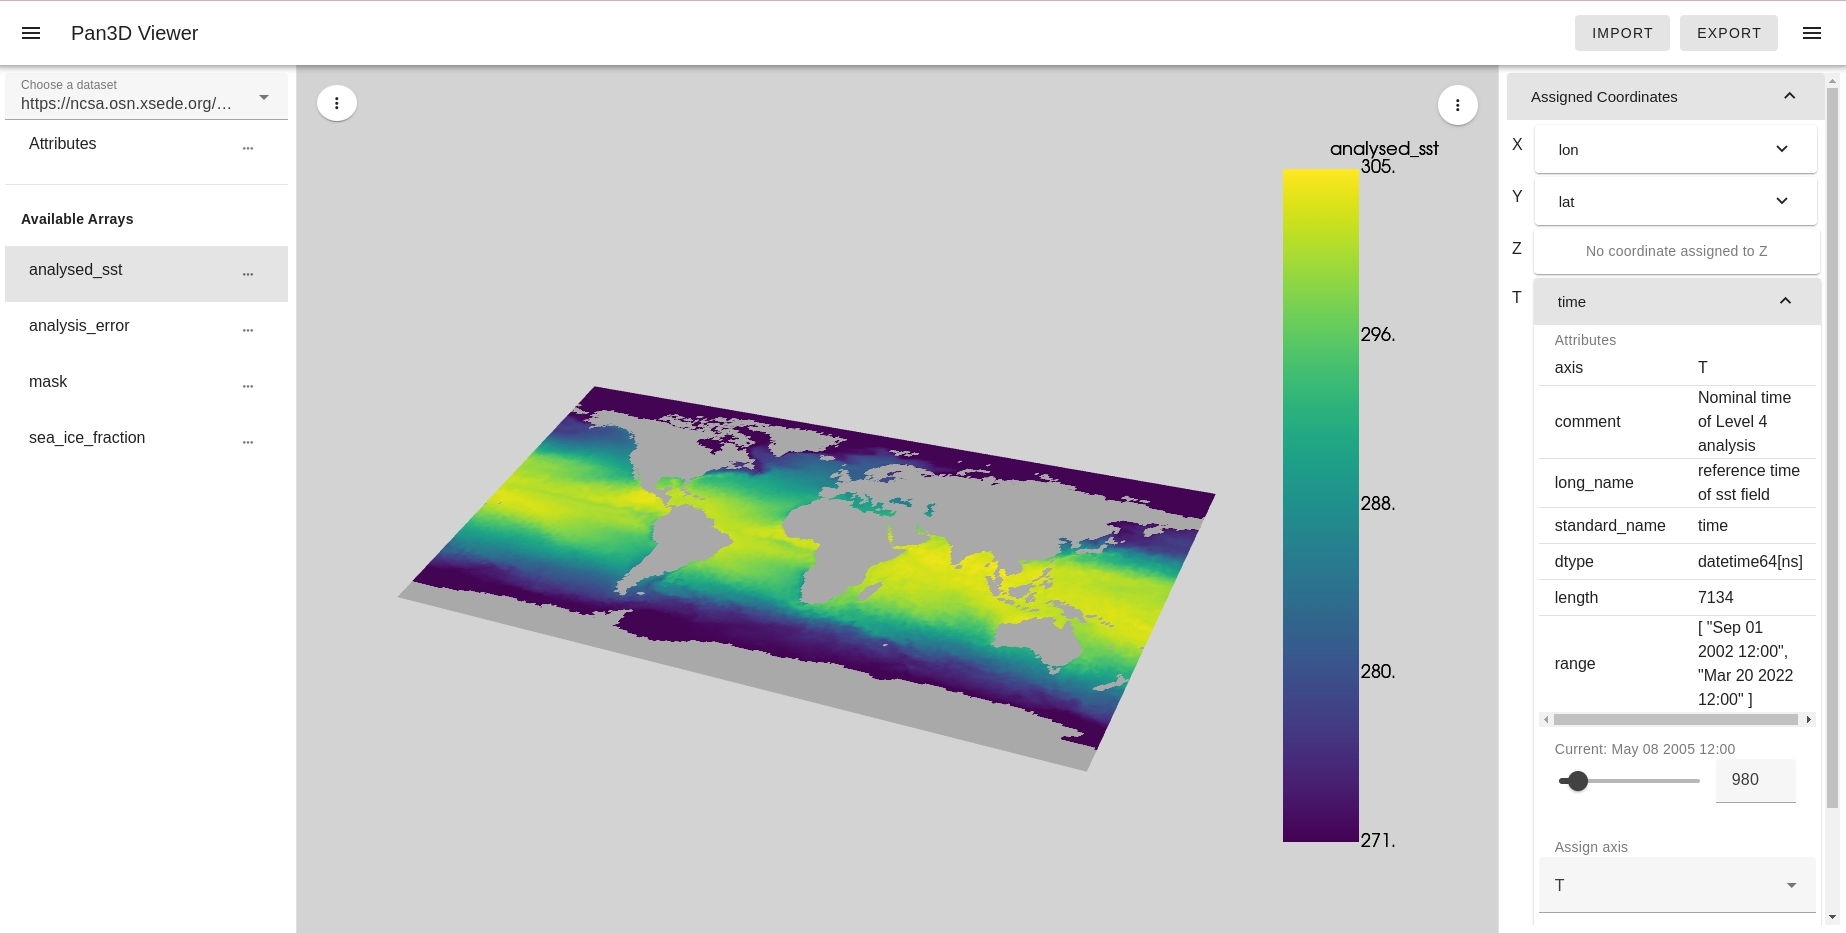 Pan3D Viewer
IMPORT
EXPORT
Choose a dataset
https://ncsa.osn.xsede.org/…
Attributes
...
Available Arrays
analysed_sst
...
analysis_error
...
mask
...
sea_ice_fraction
...
analysed_sst
305.
296.
288.
280.
271.
Assigned Coordinates
X
lon
Y
lat
Z
No coordinate assigned to Z
T
time
Attributes
axis
T
comment
Nominal time
of Level 4
analysis
long_name
reference time
of sst field
standard_name
time
dtype
datetime64[ns]
length
7134
range
[ "Sep 01
2002 12:00",
"Mar 20 2022
12:00" ]
Current: May 08 2005 12:00
980
Assign axis
T